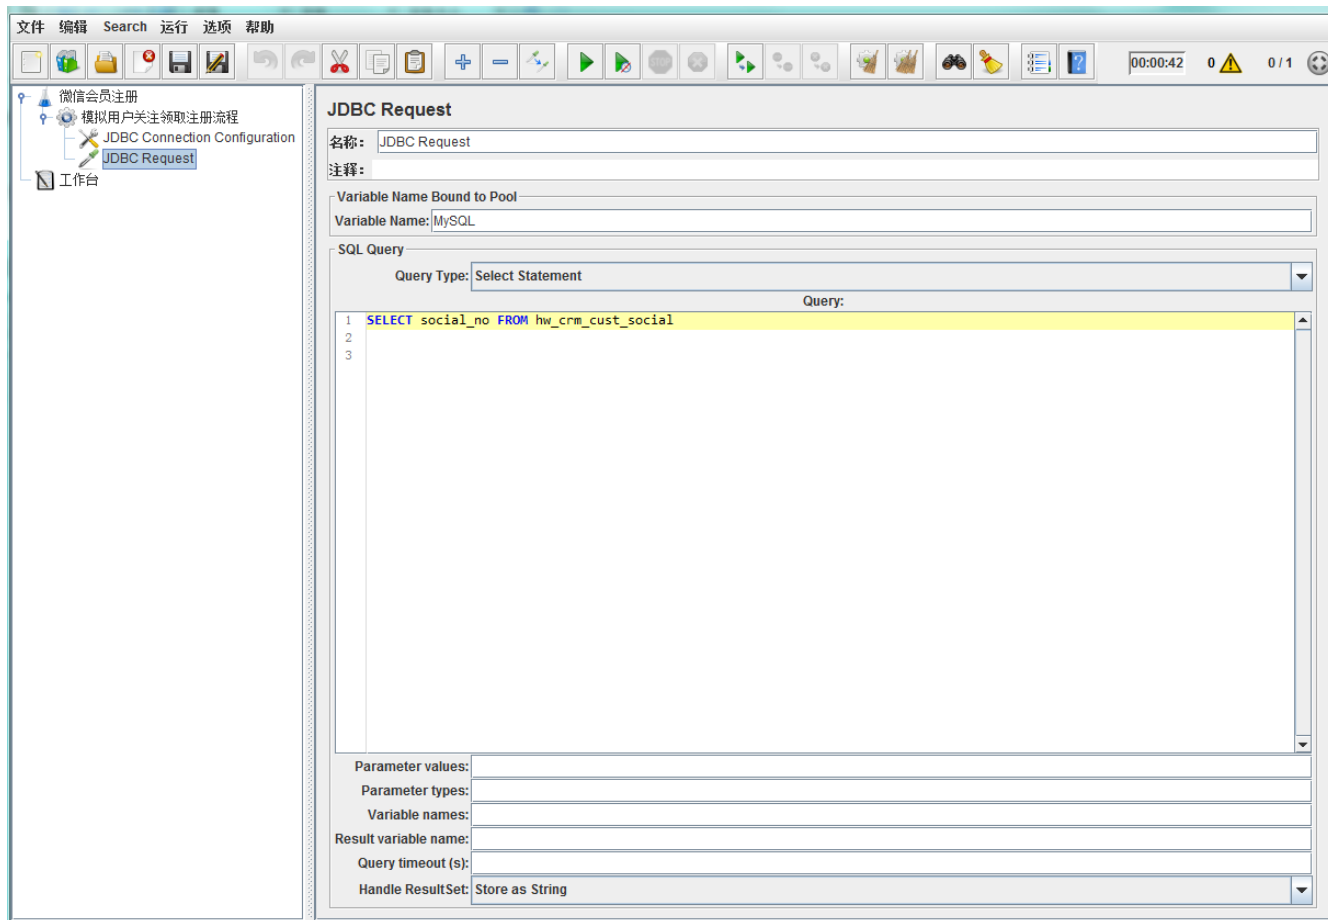 文件 编辑 Search 运行 选项 帮助
00:00:42 0 0 / 1
微信会员注册
模拟用户关注领取注册流程
JDBC Connection Configuration
JDBC Request
工作台
JDBC Request
名称： JDBC Request
注释：
Variable Name Bound to Pool
Variable Name: MySQL
SQL Query
Query Type: Select Statement
Query:
1 SELECT social_no FROM hw_crm_cust_social
2
3
Parameter values:
Parameter types:
Variable names:
Result variable name:
Query timeout (s):
Handle ResultSet: Store as String